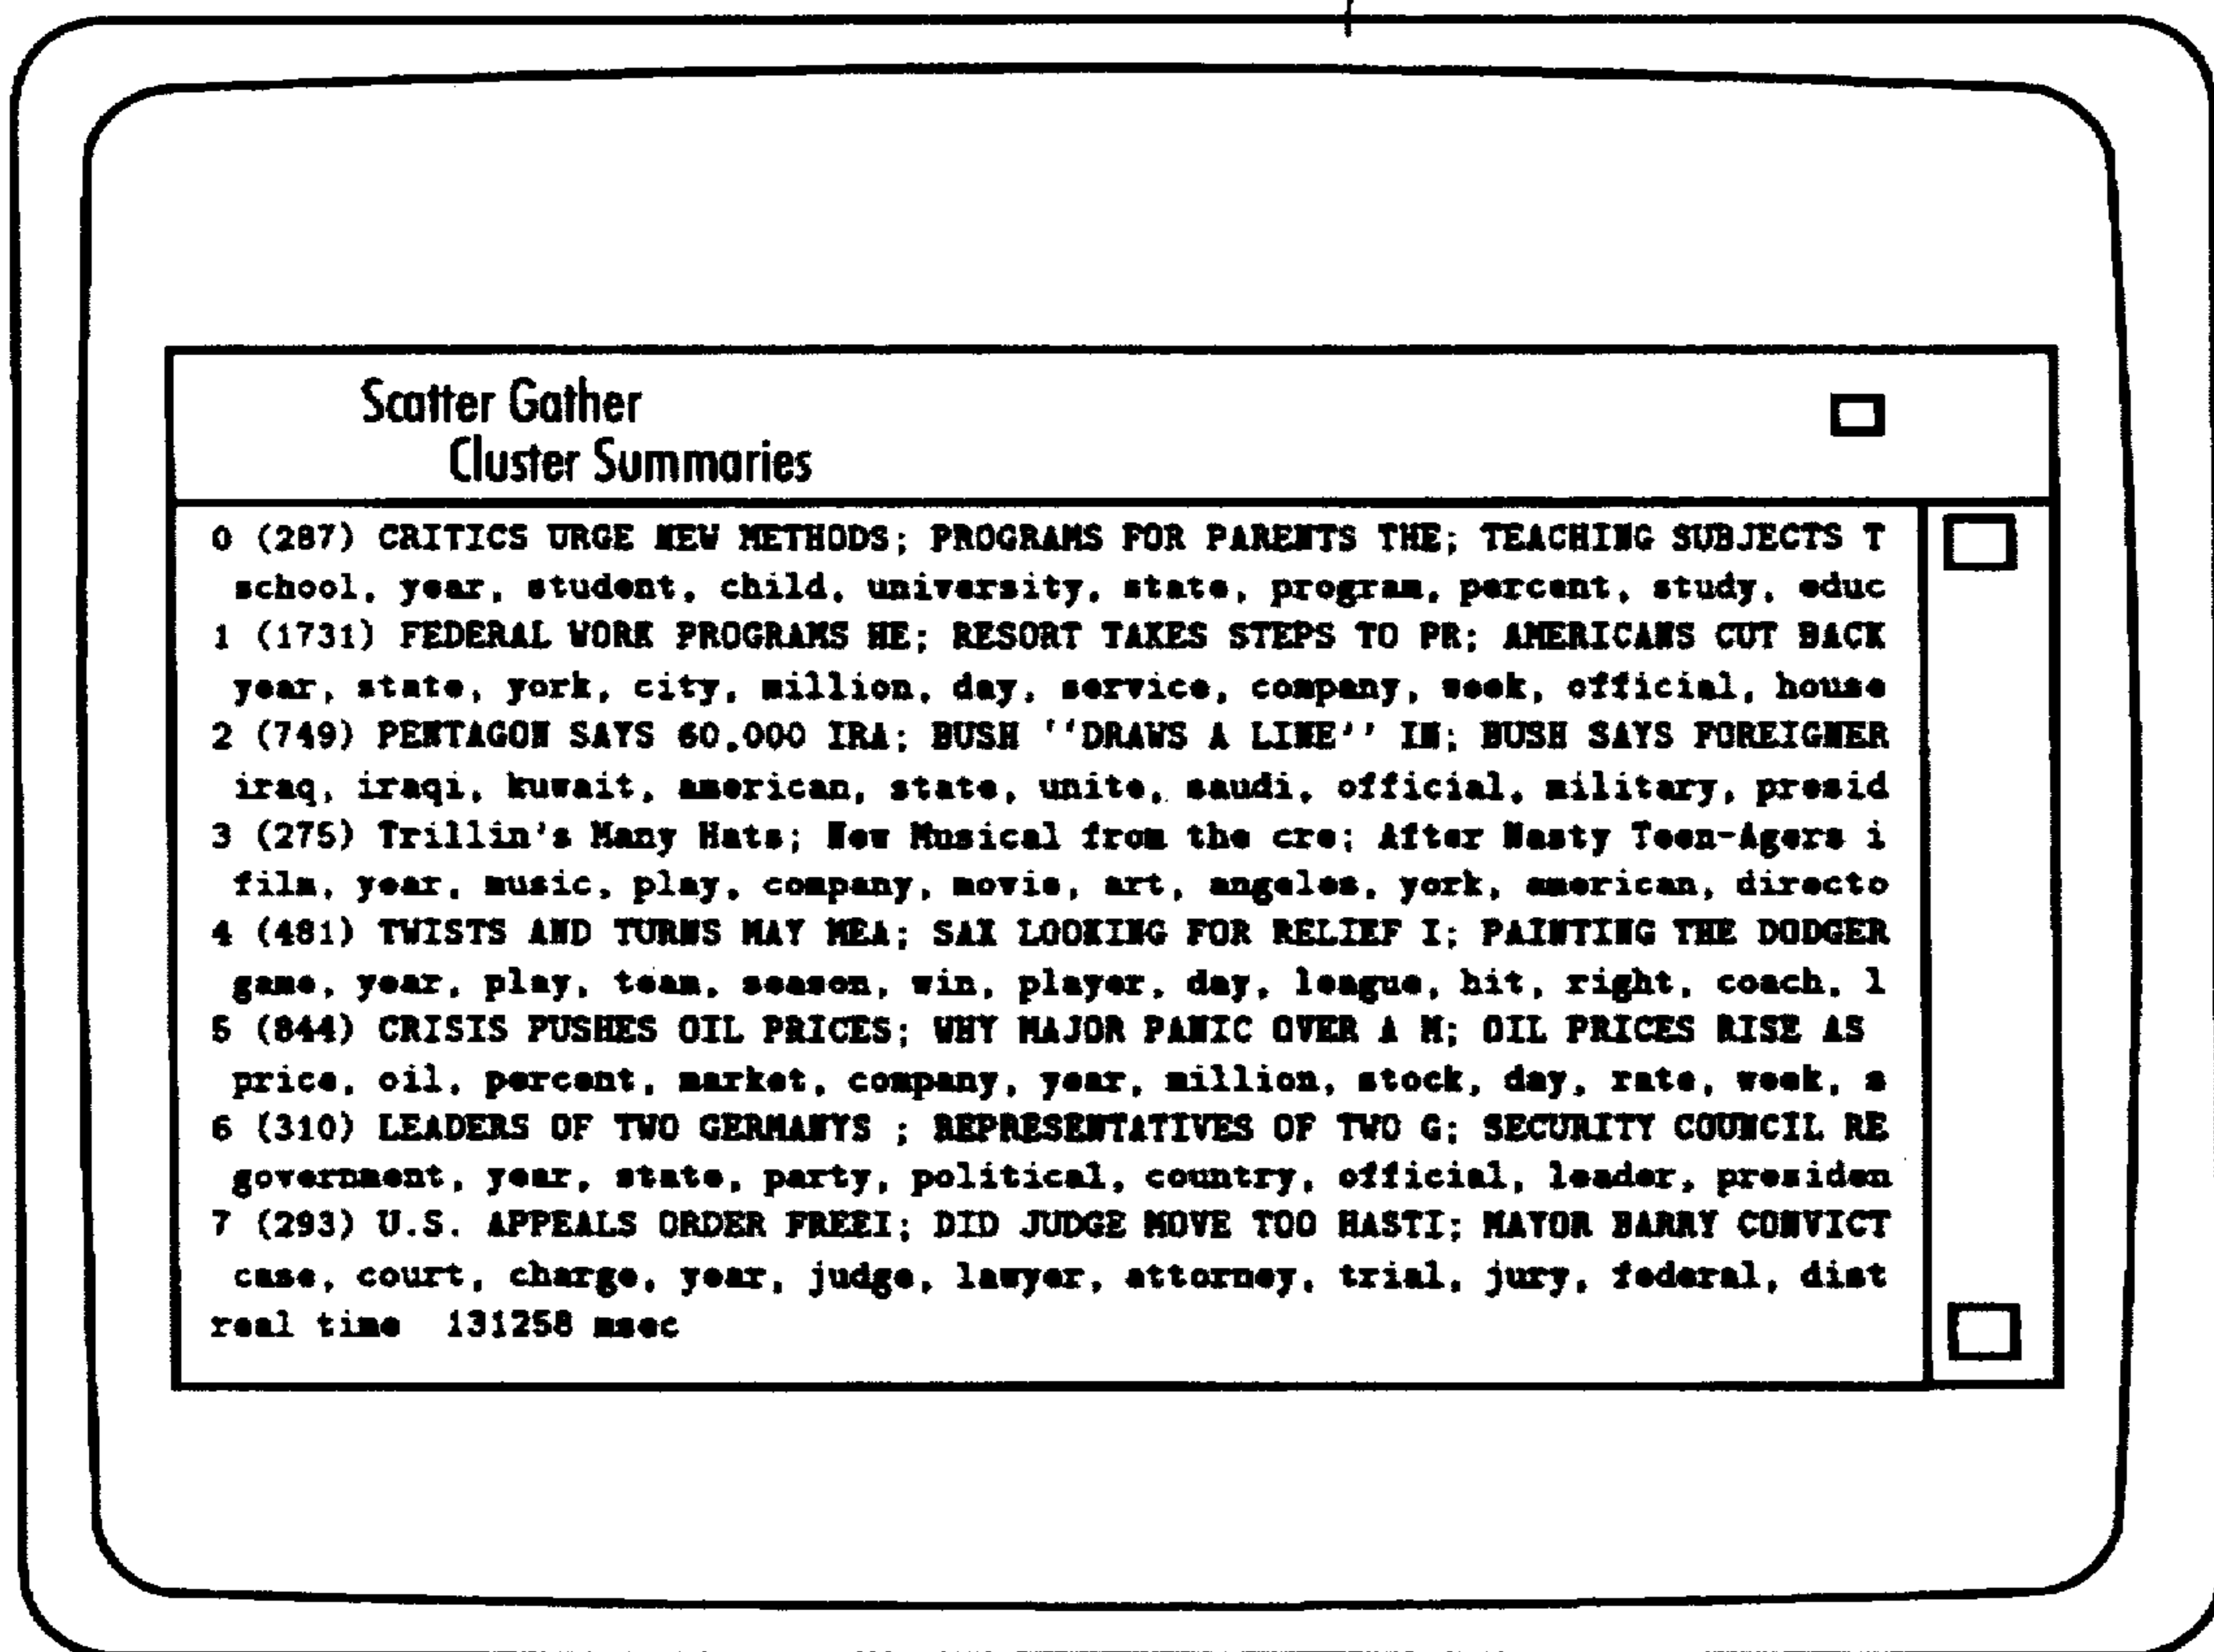 Scatter Gather
Cluster Summaries
0 (287) CRITICS URGE NEW METHODS; PROGRAMS FOR PARENTS THE; TEACHING SUBJECTS T
school, year, student, child, university, state, program, percent, study, educ
1 (1731) FEDERAL WORK PROGRAMS HE; RESORT TAKES STEPS TO PR; AMERICANS CUT BACK
year, state, york, city, million, day, service, company, week, official, house
2 (749) PENTAGON SAYS 60,000 IRA; BUSH ''DRAWS A LINE'' IN; BUSH SAYS FOREIGNER
iraq, iraqi, kuwait, american, state, unite, saudi, official, military, presid
3 (275) Trillin's Many Hats; New Musical from the cre; After Nasty Teen-Agers i
film, year, music, play, company, movie, art, angeles, york, american, directo
4 (481) TWISTS AND TURNS MAY MEA; SAX LOOKING FOR RELIEF I; PAINTING THE DODGER
game, year, play, team, season, win, player, day, league, hit, right, coach, l
5 (844) CRISIS PUSHES OIL PRICES; WHY MAJOR PANIC OVER A M; OIL PRICES RISE AS
price, oil, percent, market, company, year, million, stock, day, rate, week, s
6 (310) LEADERS OF TWO GERMANYS ; REPRESENTATIVES OF TWO G; SECURITY COUNCIL RE
government, year, state, party, political, country, official, leader, presiden
7 (293) U.S. APPEALS ORDER FREEI; DID JUDGE MOVE TOO HASTI; MAYOR BARRY CONVICT
case, court, charge, year, judge, lawyer, attorney, trial, jury, federal, dist
real time 131258 msec